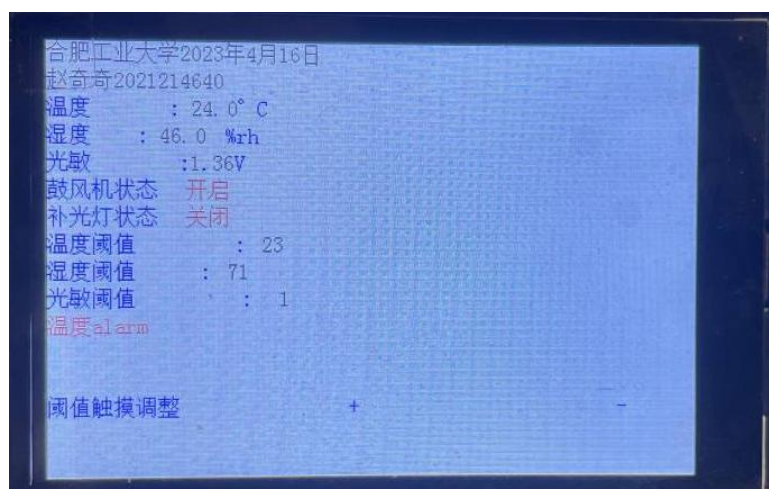 合肥工业大学2023年4月16日
赵奇奇2021214640
温度 : 24.0°C
湿度 : 46.0 %rh
光敏 :1.36V
鼓风机状态 开启
补光灯状态 关闭
温度阈值 : 23
湿度阈值 : 71
光敏阈值 : 1
温度alarm
阈值触摸调整 + -